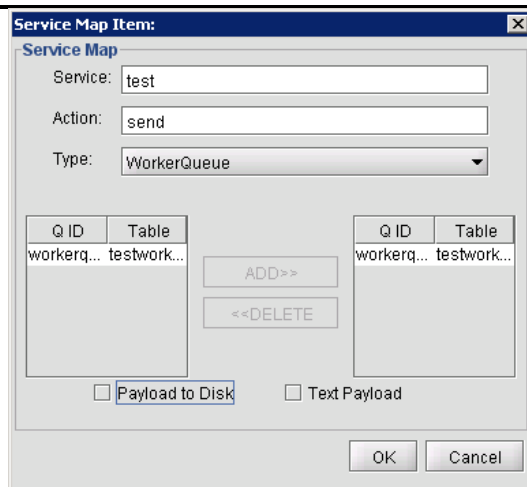 Service Map Item:
Service Map
Service: test
Action: send
Type: WorkerQueue
Q ID Table Q ID Table
workerq... testwork... workerq... testwork...
ADD>>
<<DELETE
Payload to Disk Text Payload
OK Cancel